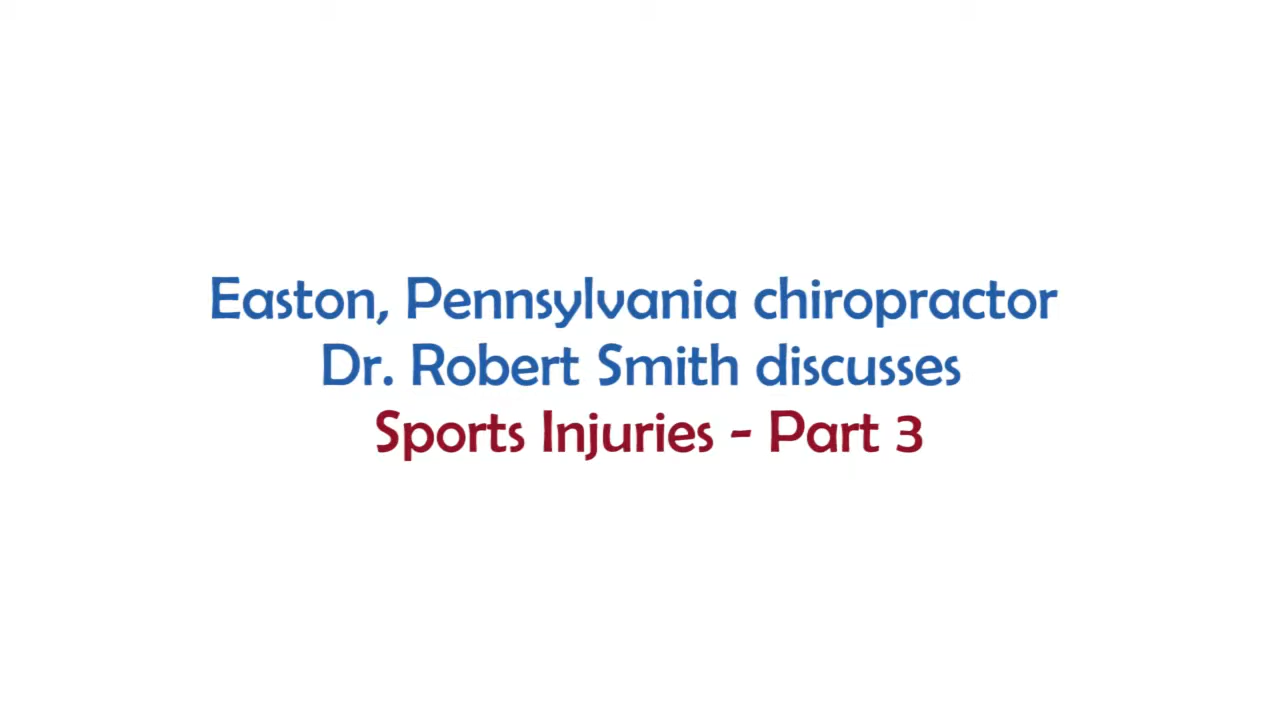 Easton, Pennsylvania chiropractor
Dr. Robert Smith discusses
Sports Injuries - Part 3